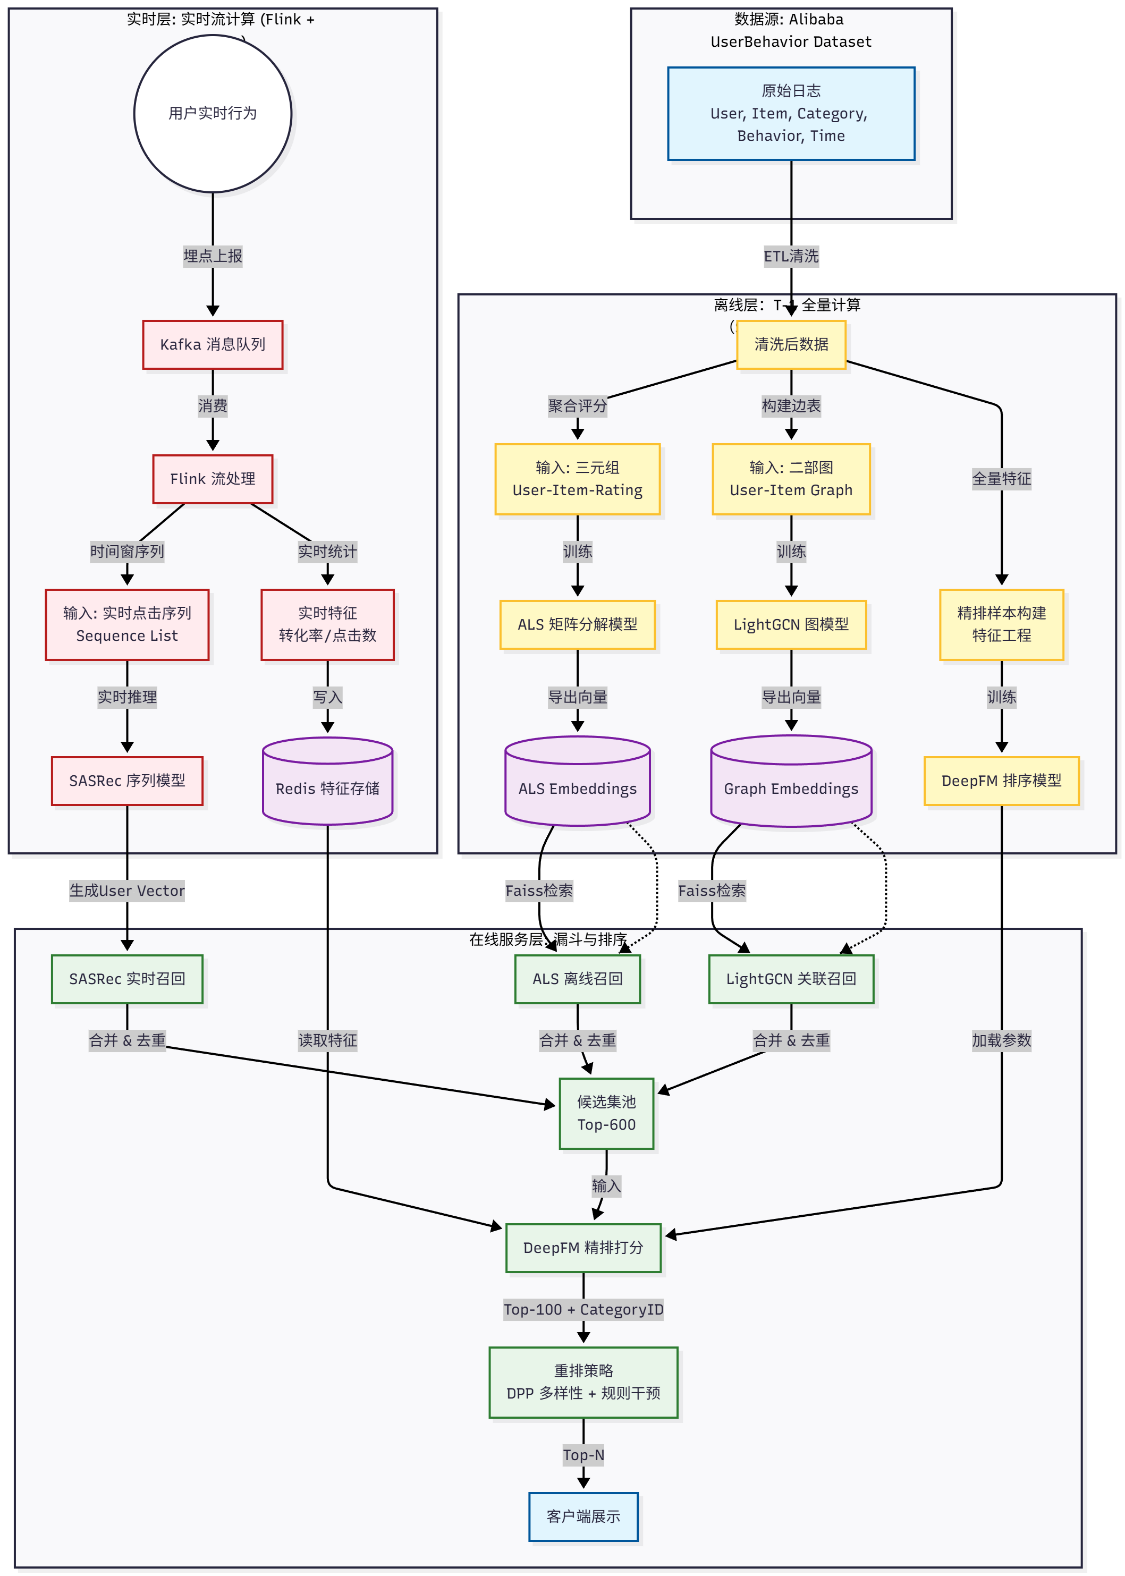 实时层: 实时流计算 (Flink +
用户实时行为
埋点上报
Kafka 消息队列
消费
Flink 流处理
时间窗序列
实时统计
输入: 实时点击序列
Sequence List
实时特征
转化率/点击数
实时推理
写入
SASRec 序列模型
Redis 特征存储
数据源: Alibaba
UserBehavior Dataset
原始日志
User, Item, Category,
Behavior, Time
ETL清洗
离线层: T-1 全量计算
清洗后数据
聚合评分
构建边表
全量特征
输入: 三元组
User-Item-Rating
输入: 二部图
User-Item Graph
训练
训练
ALS 矩阵分解模型
LightGCN 图模型
精排样本构建
特征工程
导出向量
导出向量
训练
ALS Embeddings
Graph Embeddings
DeepFM 排序模型
生成User Vector
Faiss检索
Faiss检索
在线服务层: 漏斗与排序
SASRec 实时召回
ALS 离线召回
LightGCN 关联召回
合并 & 去重
读取特征
合并 & 去重
合并 & 去重
加载参数
候选集池
Top-600
输入
DeepFM 精排打分
Top-100 + CategoryID
重排策略
DPP 多样性 + 规则干预
Top-N
客户端展示